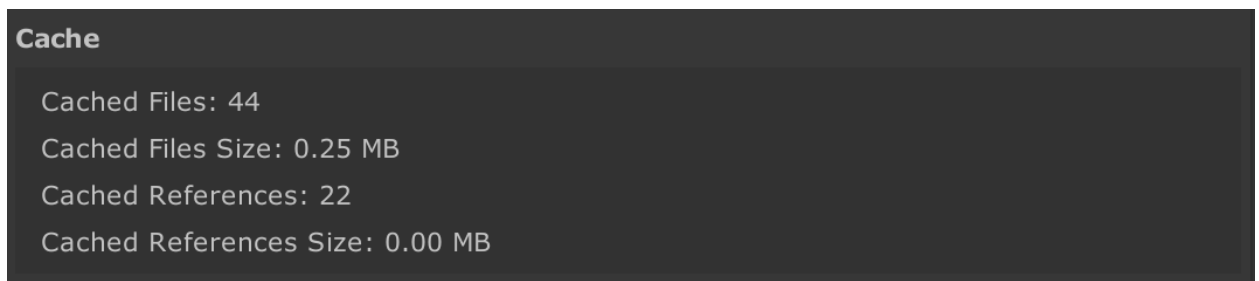 Cache
Cached Files: 44
Cached Files Size: 0.25 MB
Cached References: 22
Cached References Size: 0.00 MB